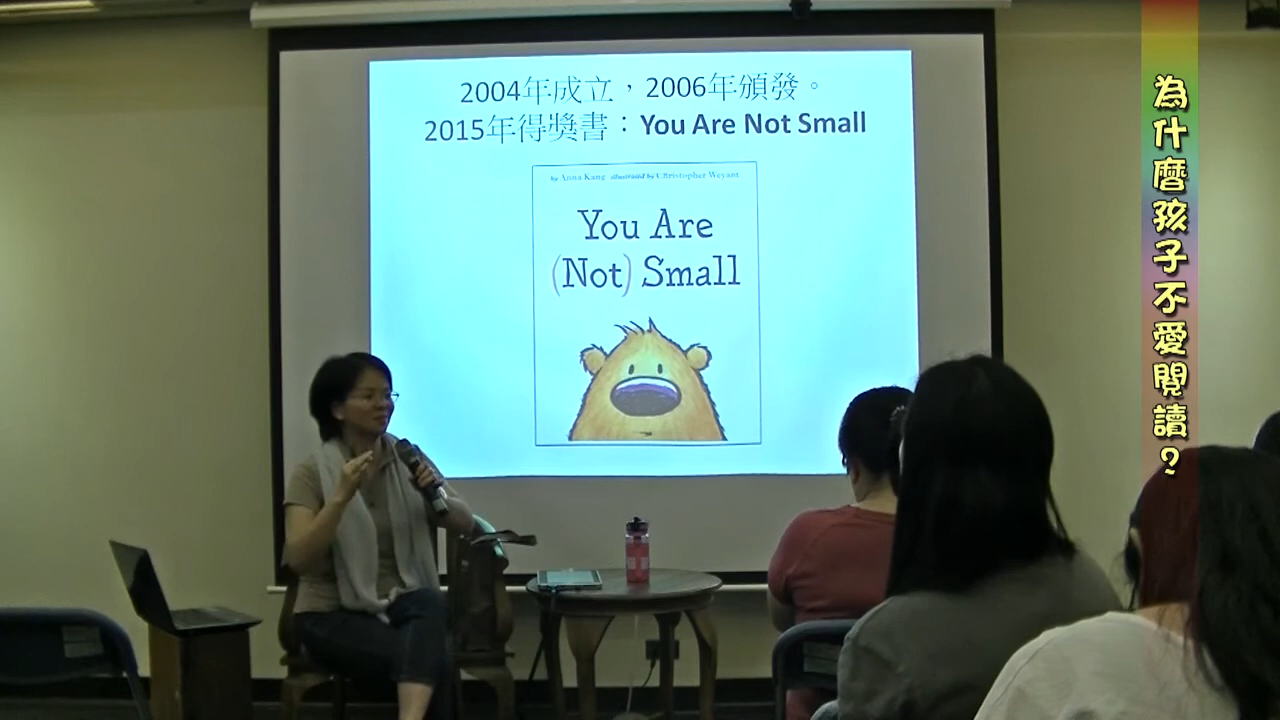 2004年成立，2006年頒發。
2015年得獎書：You Are Not Small
by Anna Kang illustrated by Christopher Weyant
You Are
(Not) Small
為什麼孩子不愛閱讀？